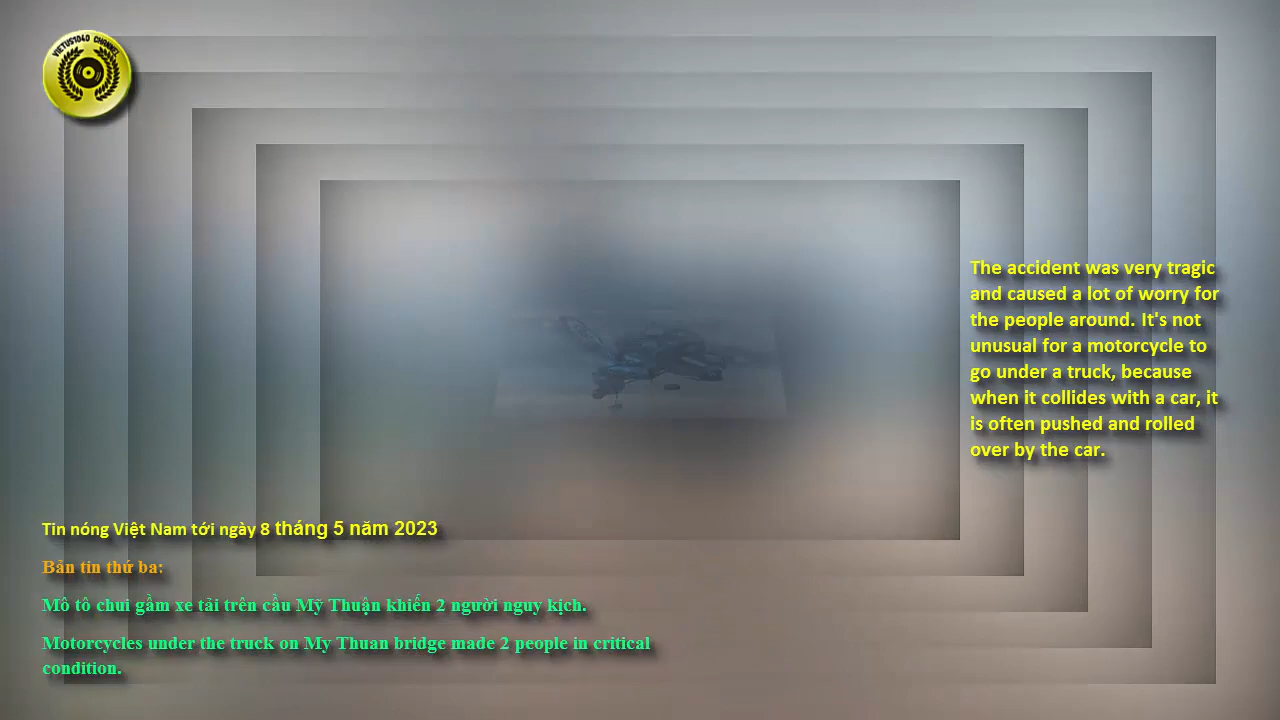 VIETUS1040 CHONNEL
The accident was very tragic
and caused a lot of worry for
the people around. It's not
unusual for a motorcycle to
go under a truck, because
when it collides with a car, it
is often pushed and rolled
over by the car.
Tin nóng Việt Nam tới ngày 8 tháng 5 năm 2023
Bản tin thứ ba:
Mô tô chui gầm xe tải trên cầu Mỹ Thuận khiến 2 người nguy kịch.
Motorcycles under the truck on My Thuan bridge made 2 people in critical
condition.